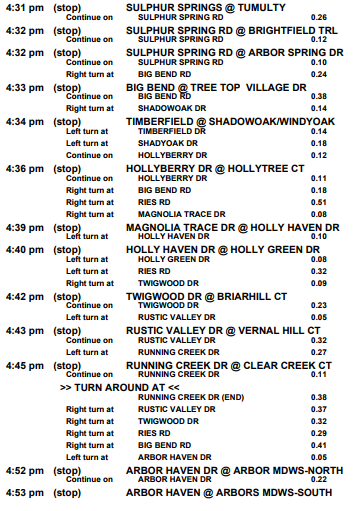 4:31 pm (stop) SULPHUR SPRINGS @ TUMULTY
Continue on SULPHUR SPRING RD 0.26
4:32 pm (stop) SULPHUR SPRING RD @ BRIGHTFIELD TRL
Continue on SULPHUR SPRING RD 0.12
4:32 pm (stop) SULPHUR SPRING RD @ ARBOR SPRING DR
Continue on SULPHUR SPRING RD 0.10
Right turn at BIG BEND RD 0.24
4:33 pm (stop) BIG BEND @ TREE TOP VILLAGE DR
Continue on BIG BEND RD 0.38
Right turn at SHADOWOAK DR 0.14
4:34 pm (stop) TIMBERFIELD @ SHADOWOAK/WINDYOAK
Left turn at TIMBERFIELD DR 0.14
Left turn at SHADYOAK DR 0.18
Continue on HOLLYBERRY DR 0.12
4:36 pm (stop) HOLLYBERRY DR @ HOLLYTREE CT
Continue on HOLLYBERRY DR 0.11
Right turn at BIG BEND RD 0.18
Right turn at RIES RD 0.51
Right turn at MAGNOLIA TRACE DR 0.08
4:39 pm (stop) MAGNOLIA TRACE DR @ HOLLY HAVEN DR
Left turn at HOLLY HAVEN DR 0.10
4:40 pm (stop) HOLLY HAVEN DR @ HOLLY GREEN DR
Left turn at HOLLY GREEN DR 0.08
Left turn at RIES RD 0.32
Right turn at TWIGWOOD DR 0.09
4:42 pm (stop) TWIGWOOD DR @ BRIARHILL CT
Continue on TWIGWOOD DR 0.23
Left turn at RUSTIC VALLEY DR 0.05
4:43 pm (stop) RUSTIC VALLEY DR @ VERNAL HILL CT
Continue on RUSTIC VALLEY DR 0.32
Left turn at RUNNING CREEK DR 0.27
4:45 pm (stop) RUNNING CREEK DR @ CLEAR CREEK CT
Continue on RUNNING CREEK DR 0.11
>> TURN AROUND AT <<
RUNNING CREEK DR (END) 0.38
Right turn at RUSTIC VALLEY DR 0.37
Right turn at TWIGWOOD DR 0.32
Right turn at RIES RD 0.29
Right turn at BIG BEND RD 0.41
Left turn at ARBOR HAVEN DR 0.05
4:52 pm (stop) ARBOR HAVEN DR @ ARBOR MDWS-NORTH
Continue on ARBOR HAVEN DR 0.22
4:53 pm (stop) ARBOR HAVEN @ ARBORS MDWS-SOUTH